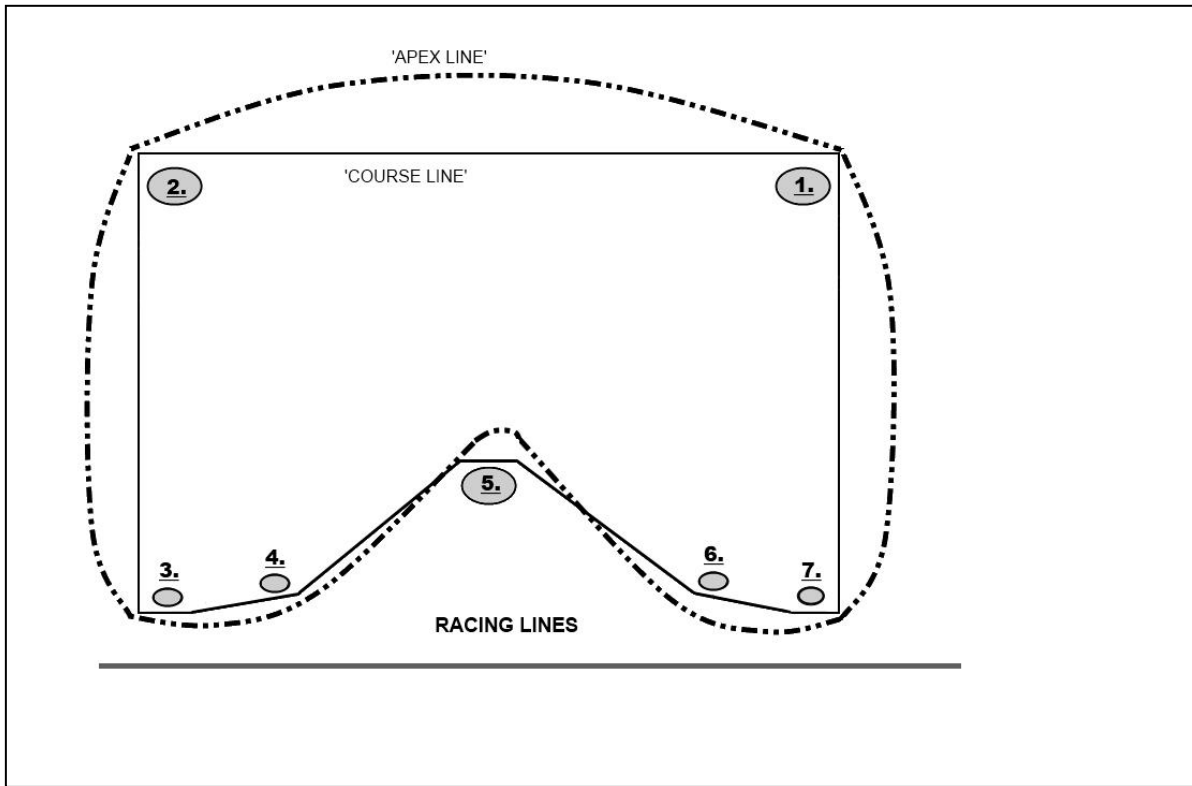 'APEX LINE'
'COURSE LINE'
2.
1.
5.
6.
4.
3.
7.
RACING LINES